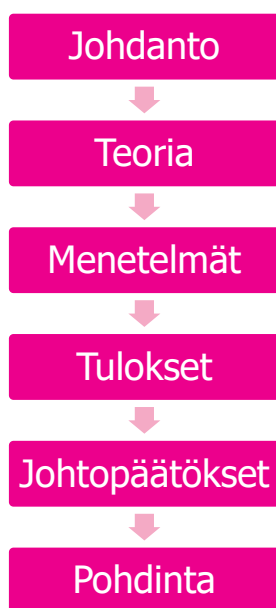 Johdanto
Teoria
Menetelmät
Tulokset
Johtopäätökset
Pohdinta